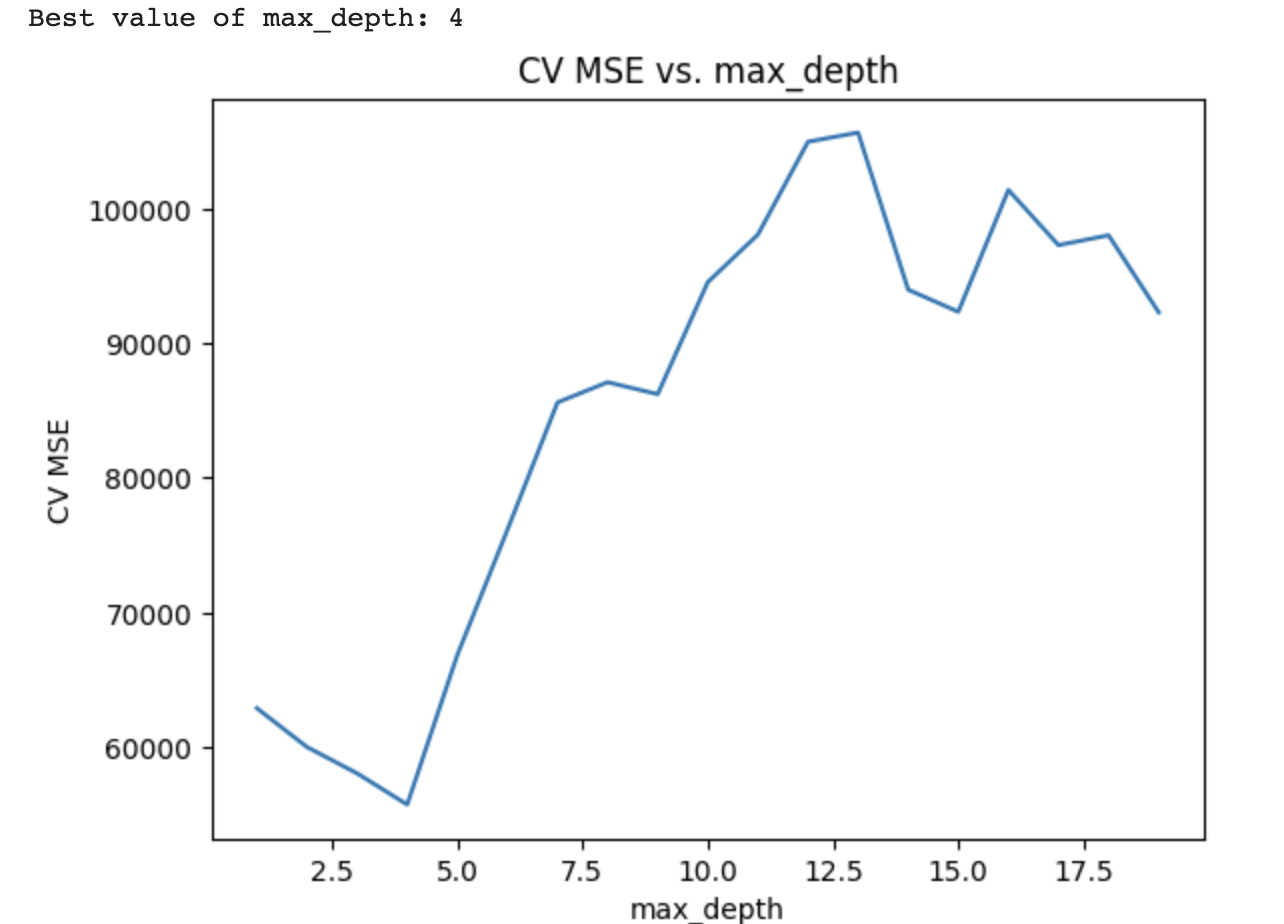 Best value of max_depth: 4
CV MSE vs. max_depth
100000
90000
80000
70000
60000
CV MSE
2.5 5.0 7.5 10.0 12.5 15.0 17.5
max_depth